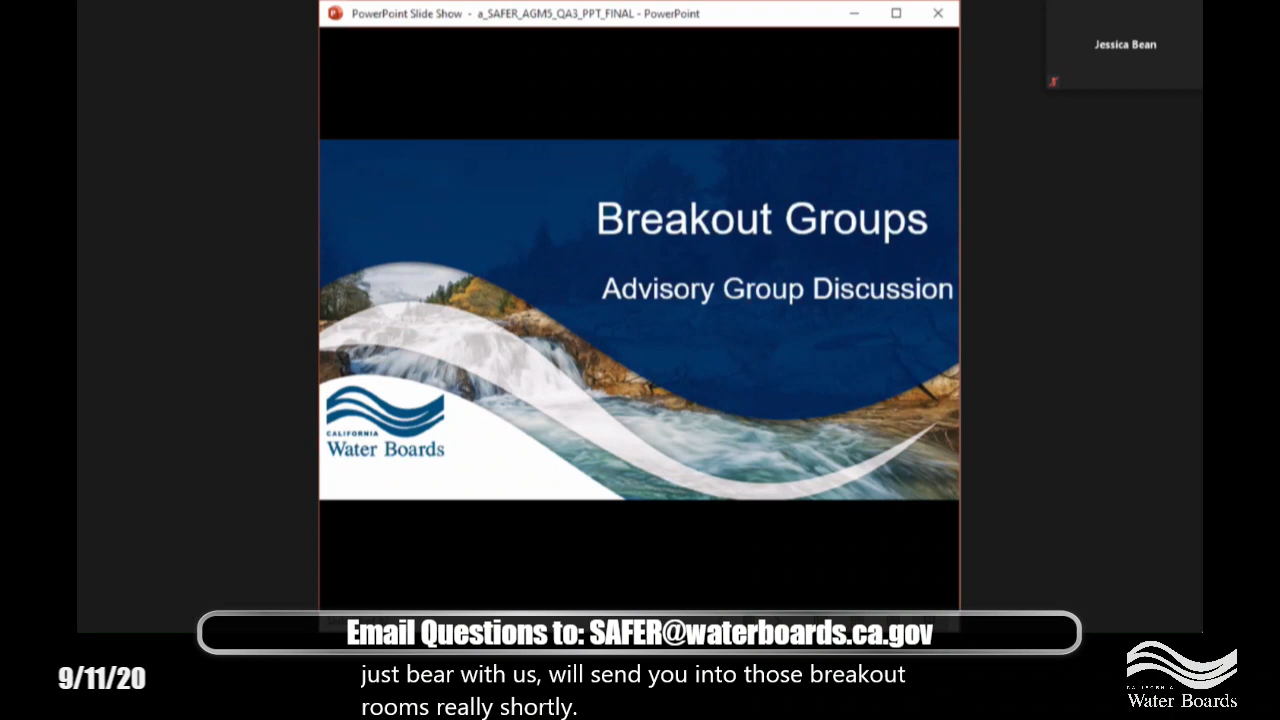 PowerPoint Slide Show - a_SAFER_AGM5_QA3_PPT_FINAL - PowerPoint
Jessica Bean
Breakout Groups
Advisory Group Discussion
CALIFORNIA
Water Boards
Email Questions to: SAFER@waterboards.ca.gov
just bear with us, will send you into those breakout
rooms really shortly.
9/11/20
CALIFORNIA
Water Boards